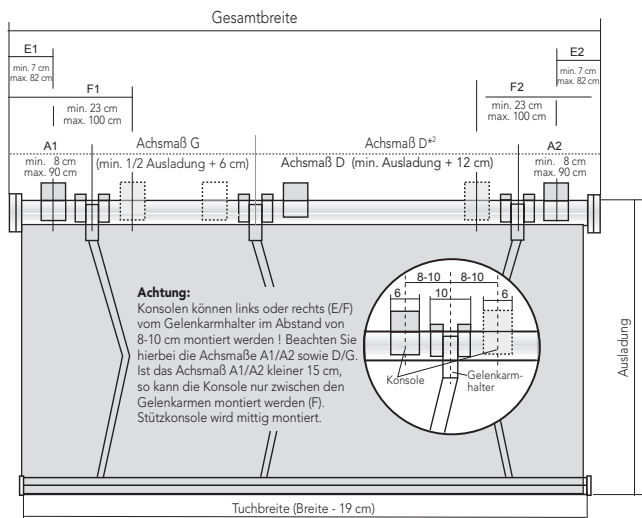 Gesamtbreite
E1
min. 7 cm
max. 82 cm
E2
min. 7 cm
max. 82 cm
F1
min. 23 cm
max. 100 cm
F2
min. 23 cm
max. 100 cm
A1
min. 8 cm
max. 90 cm
Achsmaß G
(min. 1/2 Ausladung + 6 cm)
Achsmaß D*²
Achsmaß D (min. Ausladung + 12 cm)
A2
min. 8 cm
max. 90 cm
Achtung:
Konsolen können links oder rechts (E/F)
vom Gelenkarmhalter im Abstand von
8-10 cm montiert werden ! Beachten Sie
hierbei die Achsmaße A1/A2 sowie D/G.
Ist das Achsmaß A1/A2 kleiner 15 cm,
so kann die Konsole nur zwischen den
Gelenkarmen montiert werden (F).
Stützkonsole wird mittig montiert.
8-10 8-10
6 10 6
Konsole
Gelenkarm-
halter
Ausladung
Tuchbreite (Breite - 19 cm)